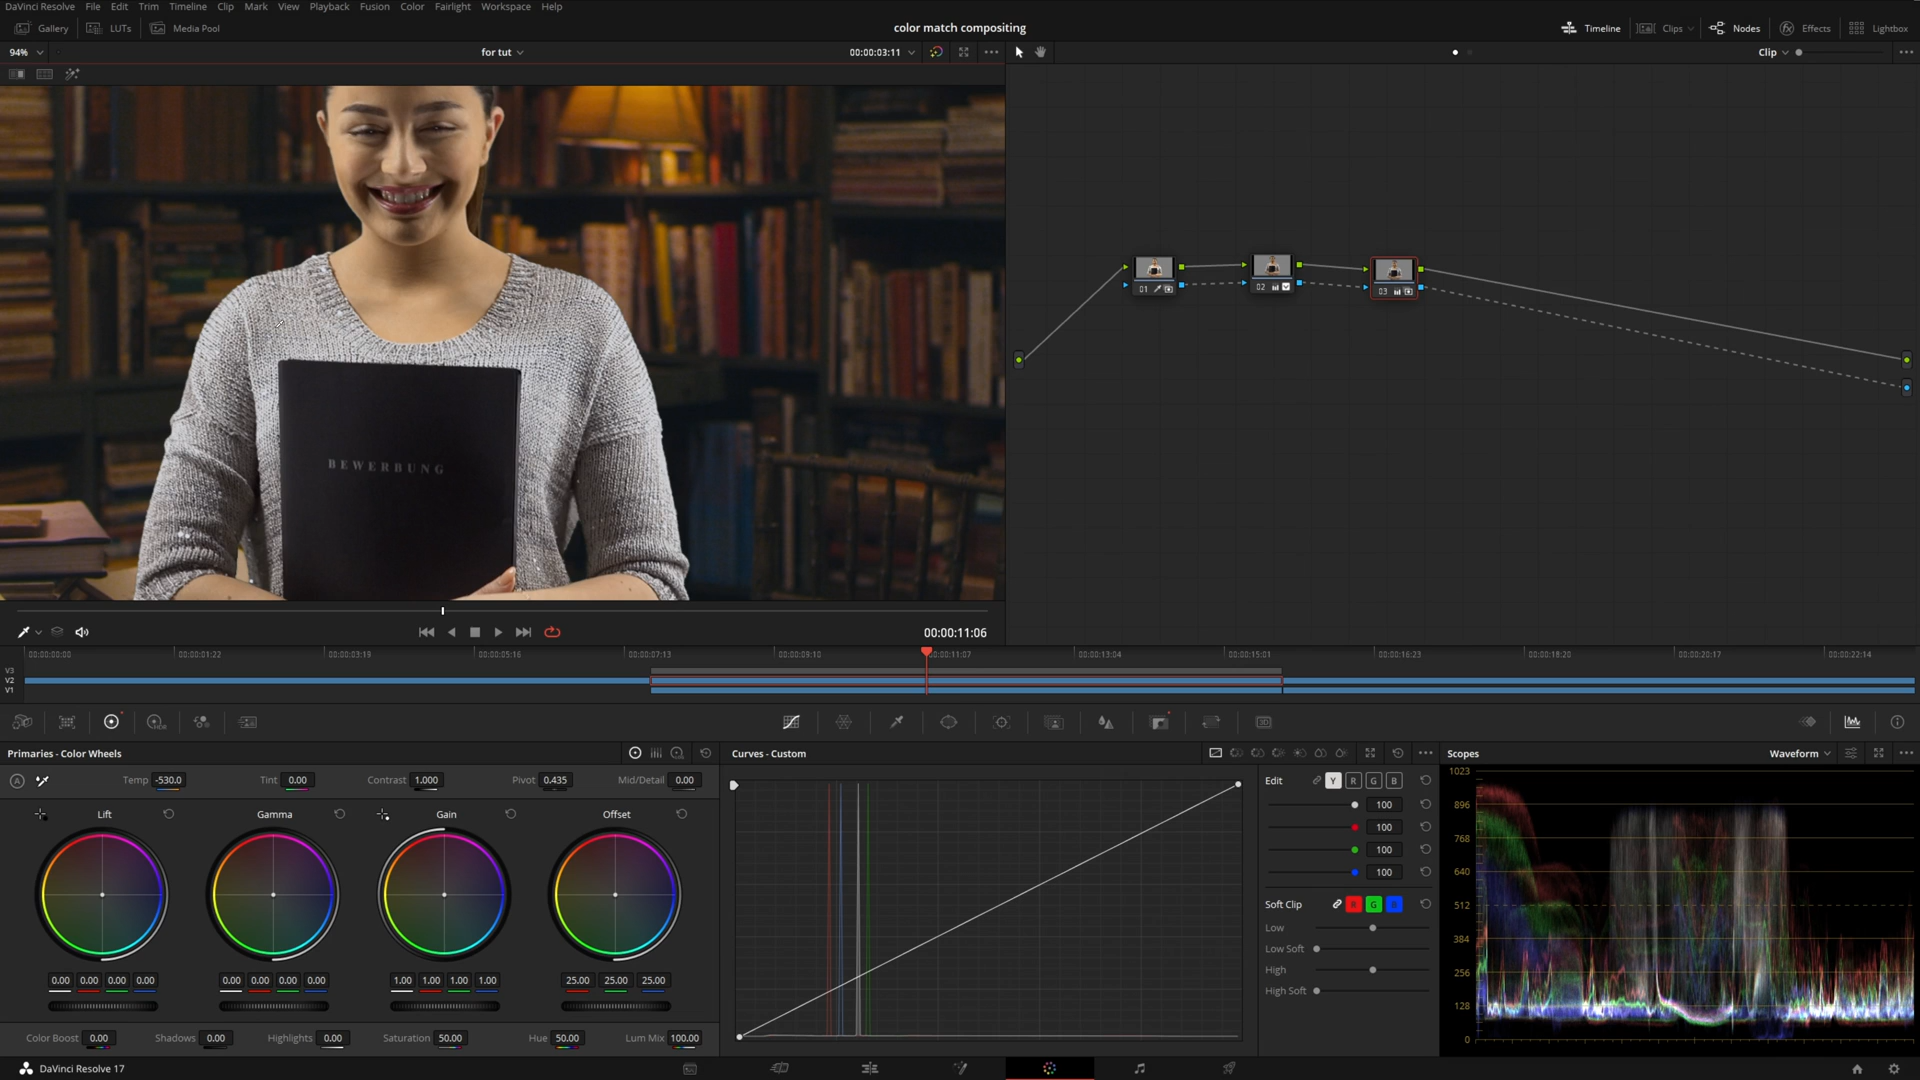 DaVinci Resolve File Edit Trim Timeline Clip Mark View Playback Fusion Color Fairlight Workspace Help
Gallery LUTs Media Pool color match compositing Timeline Clips Nodes Effects Lightbox
94% for tut 00:00:03:11 Clip
BEWERBUNG
01 02 03
00:00:11:06
00:00:00:00 00:00:01:22 00:00:03:19 00:00:05:16 00:00:07:13 00:00:09:10 00:00:11:07 00:00:13:04 00:00:15:01 00:00:16:23 00:00:18:20 00:00:20:17 00:00:22:14
V3
V2
V1
HDR
3D
Primaries - Color Wheels Curves - Custom Scopes Waveform
A Temp -530.0 Tint 0.00 Contrast 1.000 Pivot 0.435 Mid/Detail 0.00
Lift Gamma Gain Offset
0.00 0.00 0.00 0.00 0.00 0.00 0.00 0.00 1.00 1.00 1.00 1.00 25.00 25.00 25.00
Color Boost 0.00 Shadows 0.00 Highlights 0.00 Saturation 50.00 Hue 50.00 Lum Mix 100.00
Edit Y R G B
100
100
100
100
Soft Clip R G B
Low
Low Soft
High
High Soft
1023
896
768
640
512
384
256
128
0
DaVinci Resolve 17